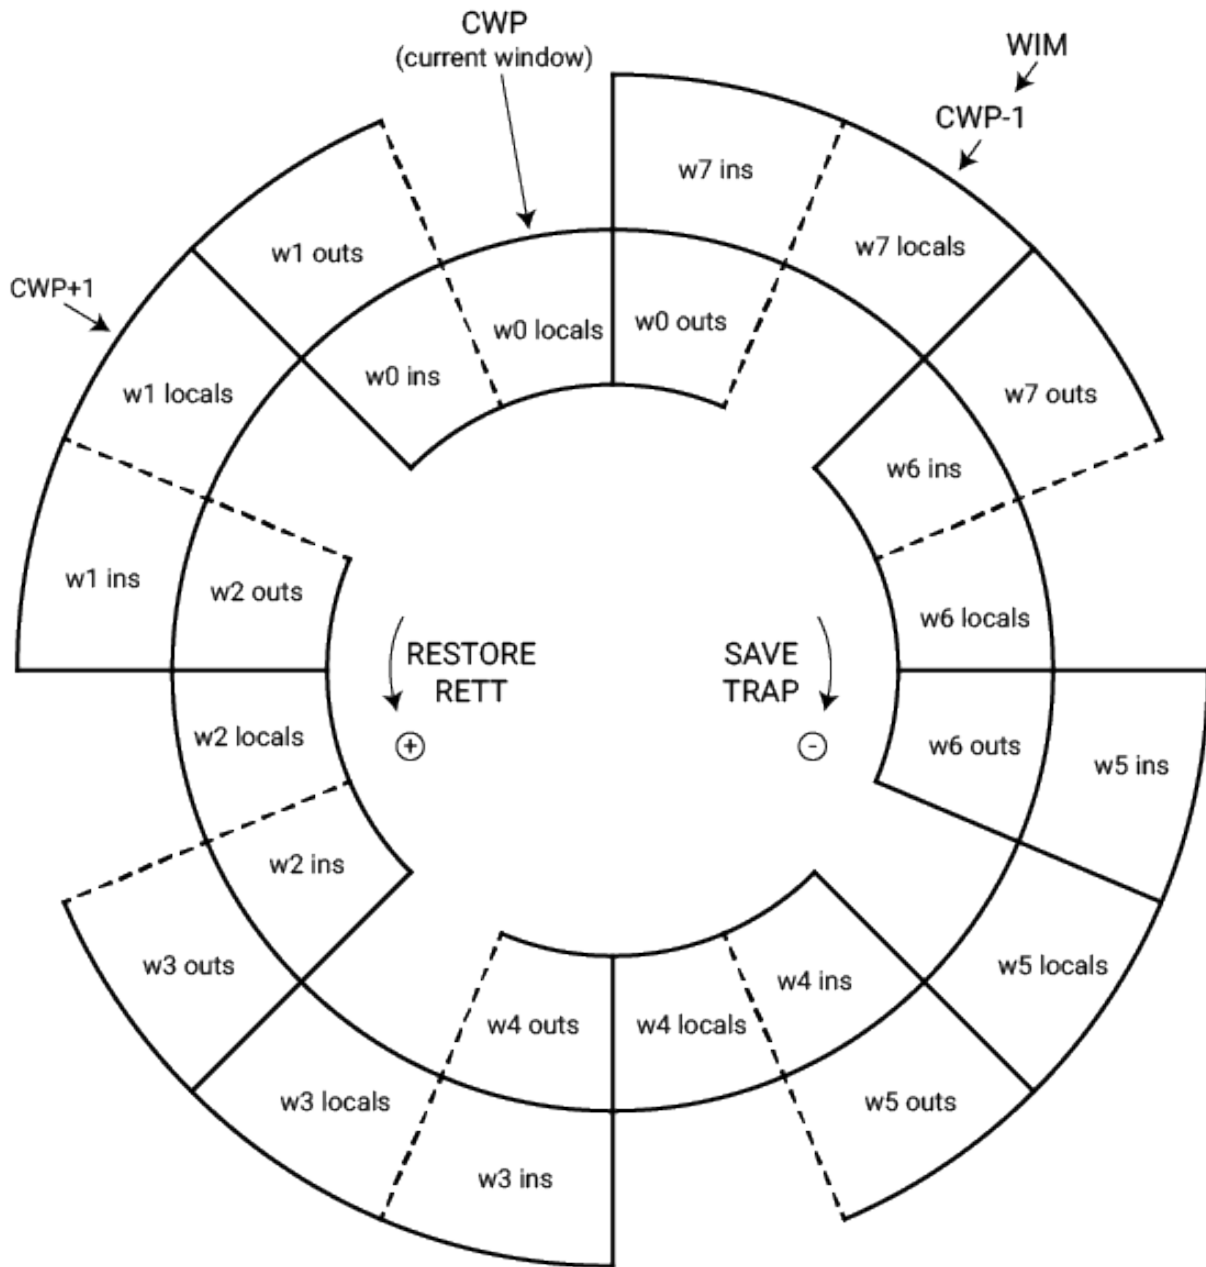 CWP
(current window)
WIM
CWP-1
w7 ins
w1 outs
w7 locals
CWP+1
w0 locals
w0 outs
w0 ins
w1 locals
w7 outs
w6 ins
w1 ins
w2 outs
w6 locals
RESTORE
RETT
+
SAVE
TRAP
-
w2 locals
w6 outs
w5 ins
w2 ins
w3 outs
w4 ins
w5 locals
w4 outs
w4 locals
w3 locals
w5 outs
w3 ins